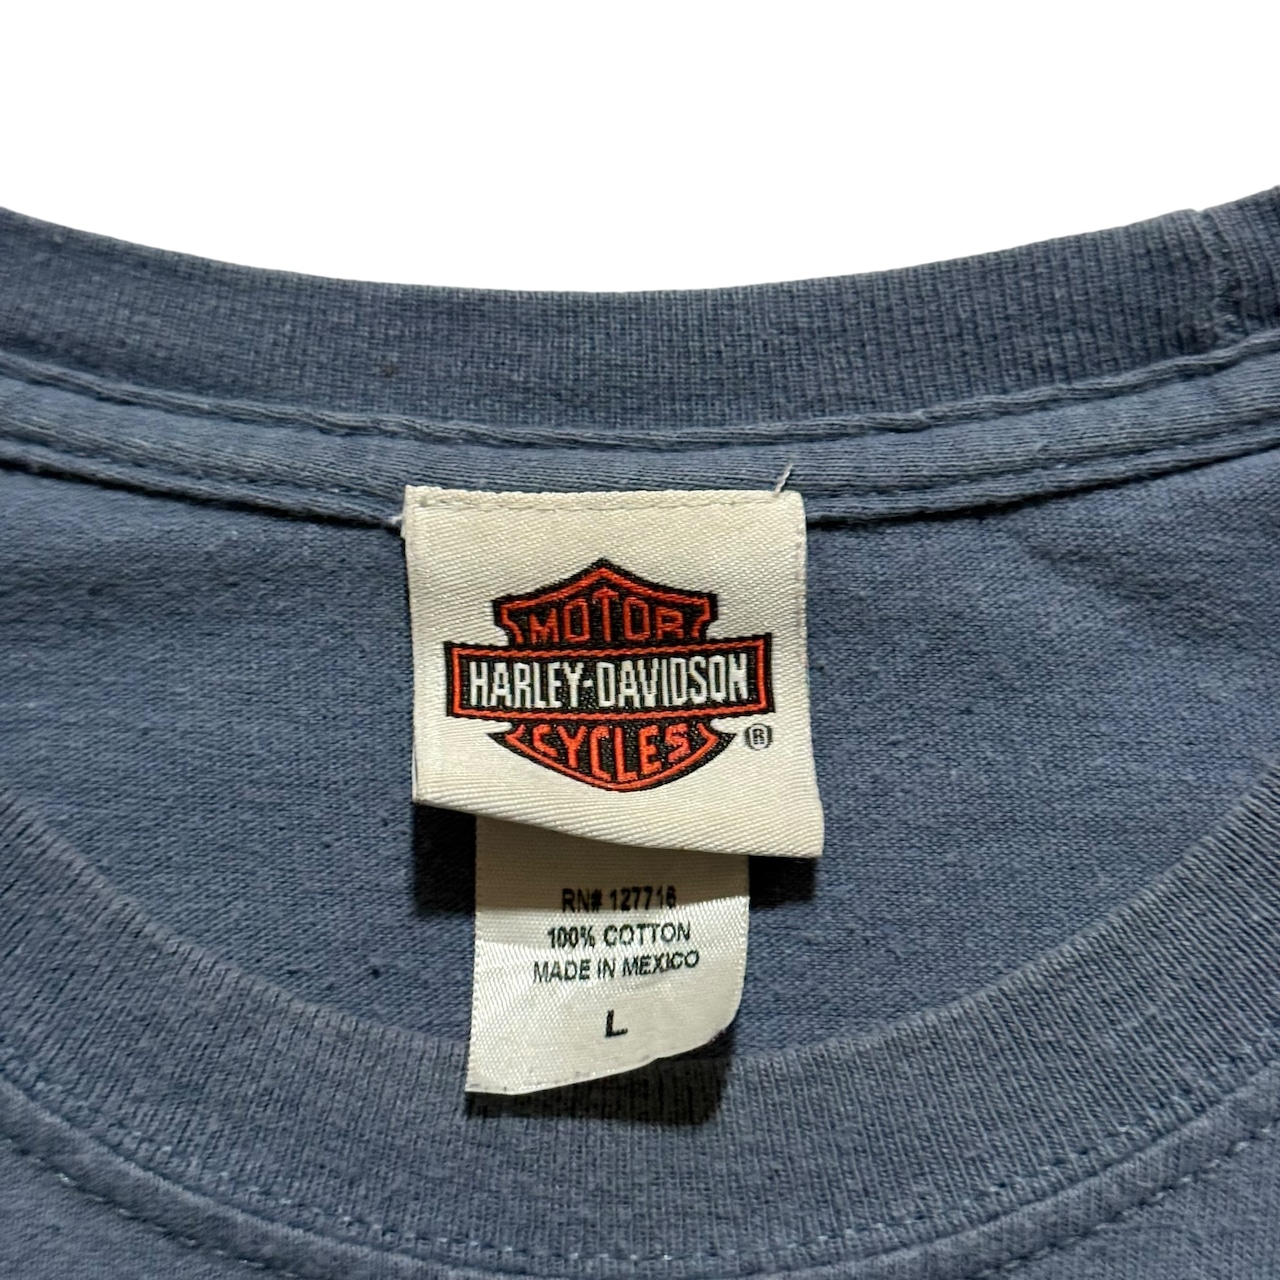 MOTOR
HARLEY-DAVIDSON
CYCLES
®
RN# 127716
100% COTTON
MADE IN MEXICO
L